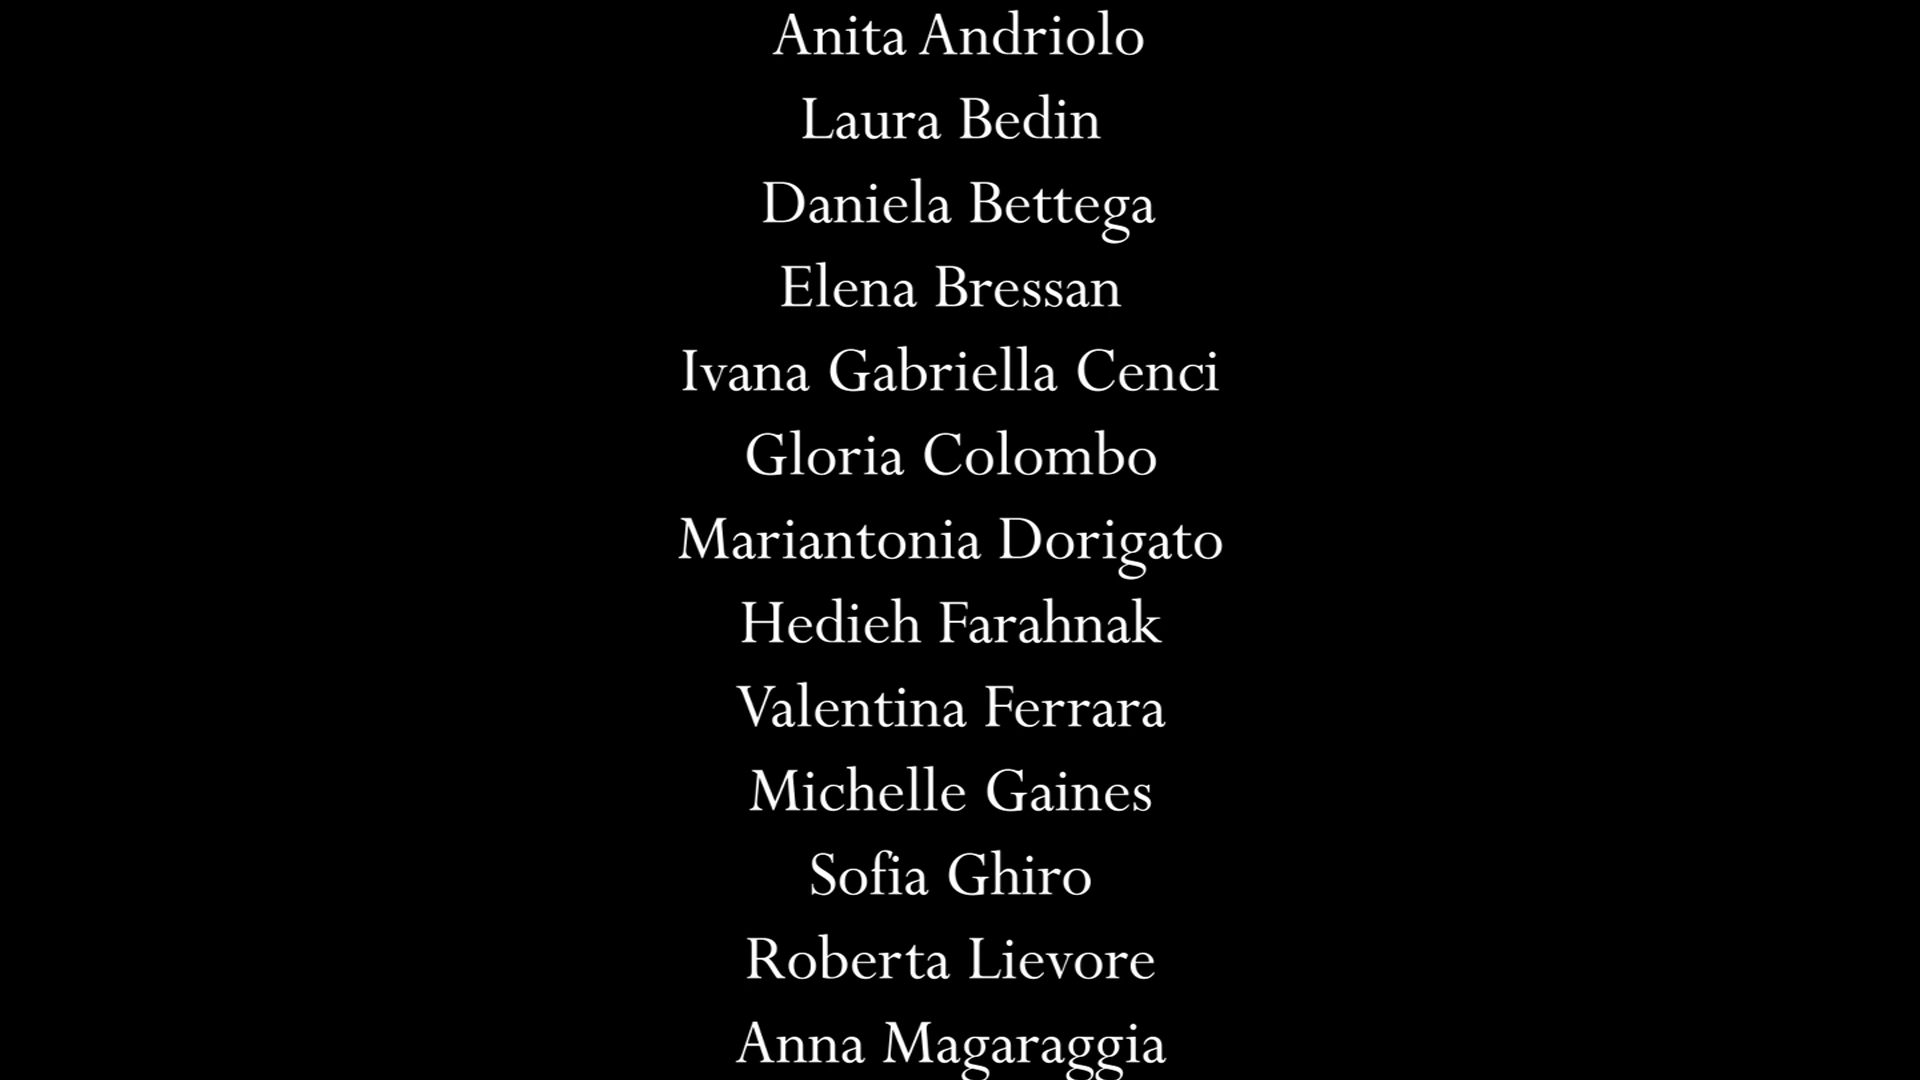 Anita Andriolo
Laura Bedin
Daniela Bettega
Elena Bressan
Ivana Gabriella Cenci
Gloria Colombo
Mariantonia Dorigato
Hedieh Farahnak
Valentina Ferrara
Michelle Gaines
Sofia Ghiro
Roberta Lievore
Anna Magaraggia